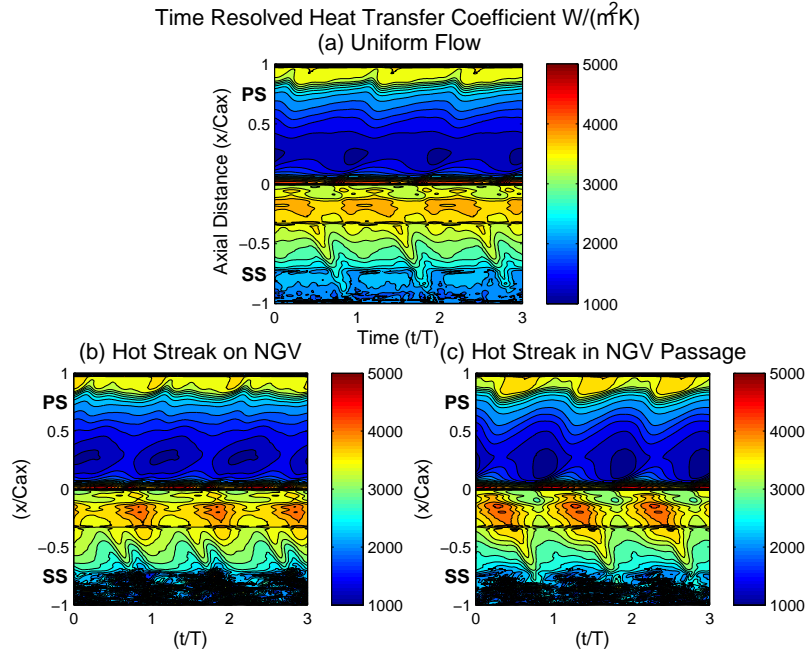 Time Resolved Heat Transfer Coefficient W/(m²K)
(a) Uniform Flow
1
PS
0.5
0
−0.5
SS
−1
Axial Distance (x/Cax)
0
1
2
3
Time (t/T)
5000
4000
3000
2000
1000
(b) Hot Streak on NGV
1
PS
0.5
0
−0.5
SS
−1
(x/Cax)
0
1
2
3
(t/T)
5000
4000
3000
2000
1000
(c) Hot Streak in NGV Passage
1
PS
0.5
0
−0.5
SS
−1
(x/Cax)
0
1
2
3
(t/T)
5000
4000
3000
2000
1000